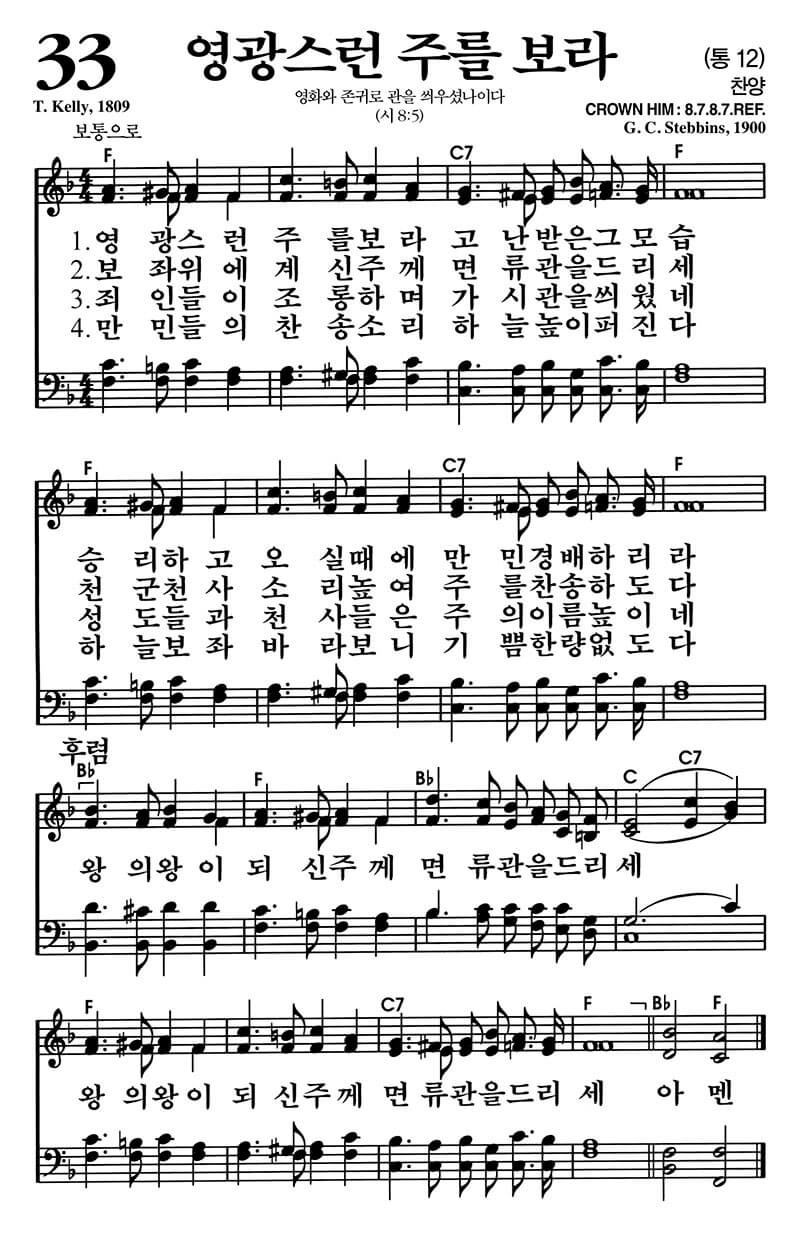 33 영광스런 주를 보라 (통 12)
찬양
T. Kelly, 1809 영화와 존귀로 관을 씌우셨나이다 CROWN HIM : 8.7.8.7.REF.
(시 8:5)
G. C. Stebbins, 1900
보통으로
F C7 F
4/4
1. 영 광스 런 주 를보 라 고 난받은그 모 습
2. 보 좌위 에 계 신주 께 면 류관을드 리 세
3. 죄 인들 이 조 롱하 며 가 시관을씌 웠 네
4. 만 민들 의 찬 송소 리 하 늘높이퍼 진 다
4/4
F C7 F
승 리하 고 오 실때 에 만 민경배하 리 라
천 군천 사 소 리높 여 주 를찬송하 도 다
성 도들 과 천 사들 은 주 의이름높 이 네
하 늘보 좌 바 라보 니 기 쁨한량없 도 다
후렴
B♭ F B♭ C C7
왕 의왕 이 되 신주 께 면 류관을드 리 세
F C7 F B♭ F
왕 의왕 이 되 신주 께 면 류관을드 리 세 아 멘